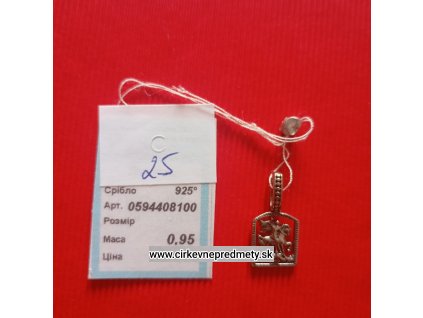 C
25
Срібло 925°
Арт. 0594408100
Розмір
Маса 0.95
Ціна
www.cirkevnepredmety.sk